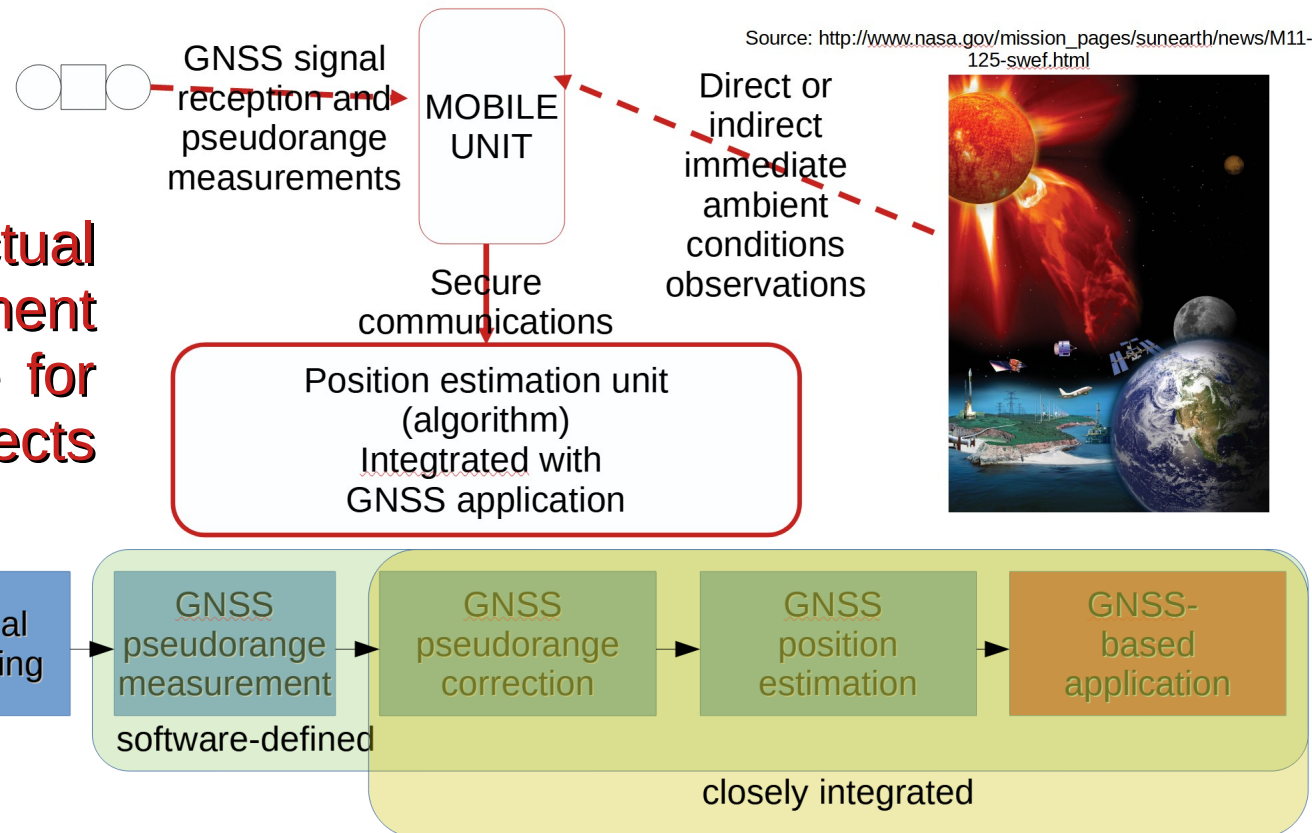 Source: http://www.nasa.gov/mission_pages/sunearth/news/M11-
125-swef.html
GNSS signal
reception and
pseudorange
measurements
MOBILE
UNIT
Direct or
indirect
immediate
ambient
conditions
observations
for
Secure
communications
Position estimation unit
(algorithm)
Integtrated with
GNSS application
GNSS
pseudorange
measurement
GNSS
pseudorange
correction
GNSS
position
estimation
GNSS-
based
application
software-defined
closely integrated